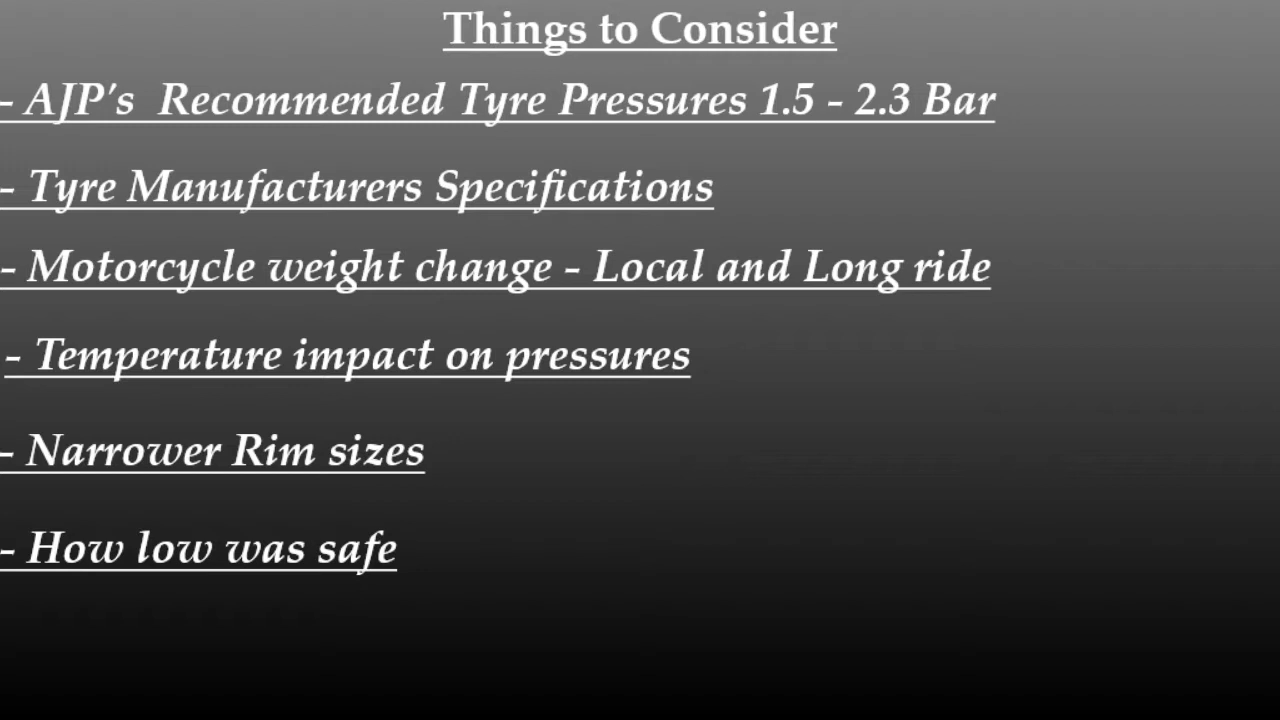 Things to Consider
- AJP's  Recommended Tyre Pressures 1.5 - 2.3 Bar
- Tyre Manufacturers Specifications
- Motorcycle weight change - Local and Long ride
- Temperature impact on pressures
- Narrower Rim sizes
- How low was safe